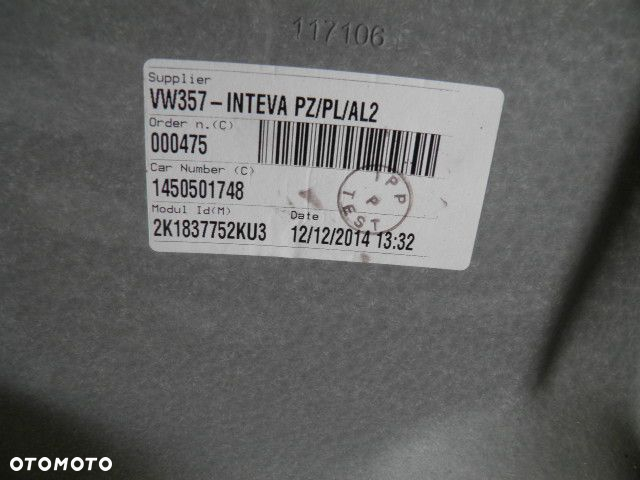 117106
Supplier
VW357-INTEVA PZ/PL/AL2
Order n.(C)
000475
Car Number (C)
1450501748
Modul Id(M) Date
2K1837752KU3 12/12/2014 13:32
IPP
P
TEST
OTOMOTO